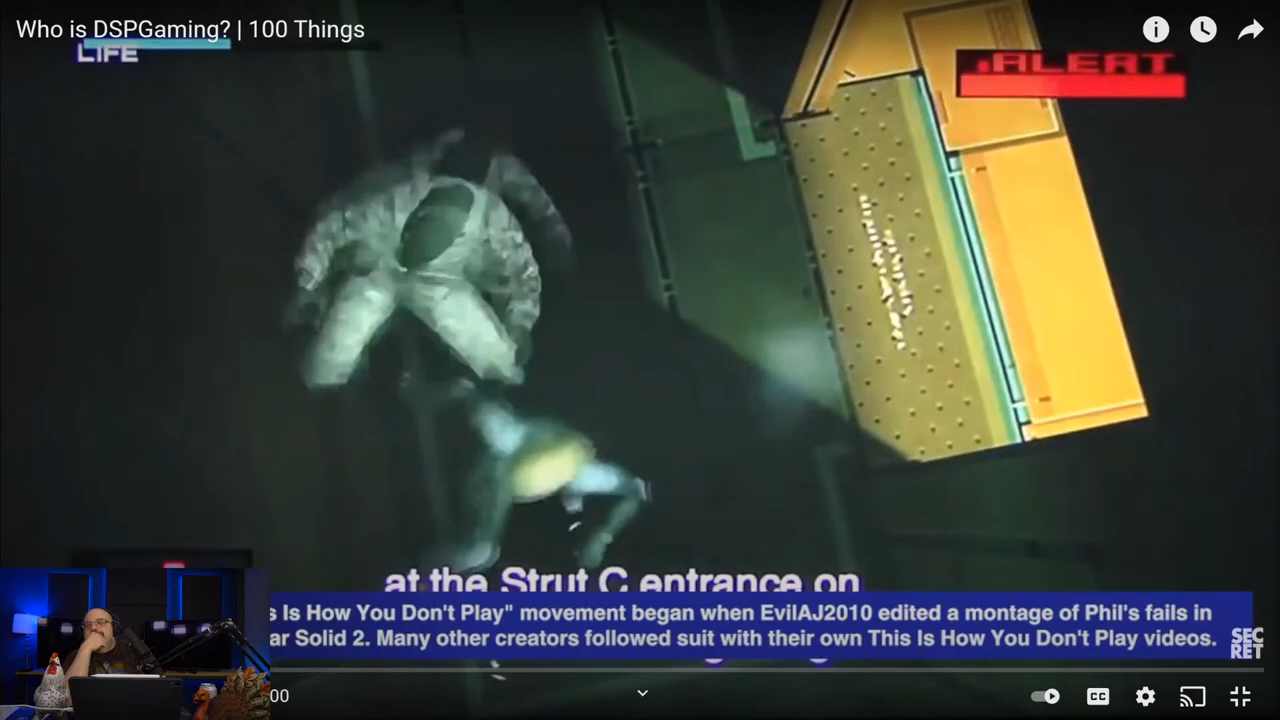 Who is DSPGaming? | 100 Things
LIFE
ALERT
at the Strut C entrance on
s Is How You Don't Play" movement began when EvilAJ2010 edited a montage of Phil's fails in
ar Solid 2. Many other creators followed suit with their own This Is How You Don't Play videos.
SEC
RET
00
CC